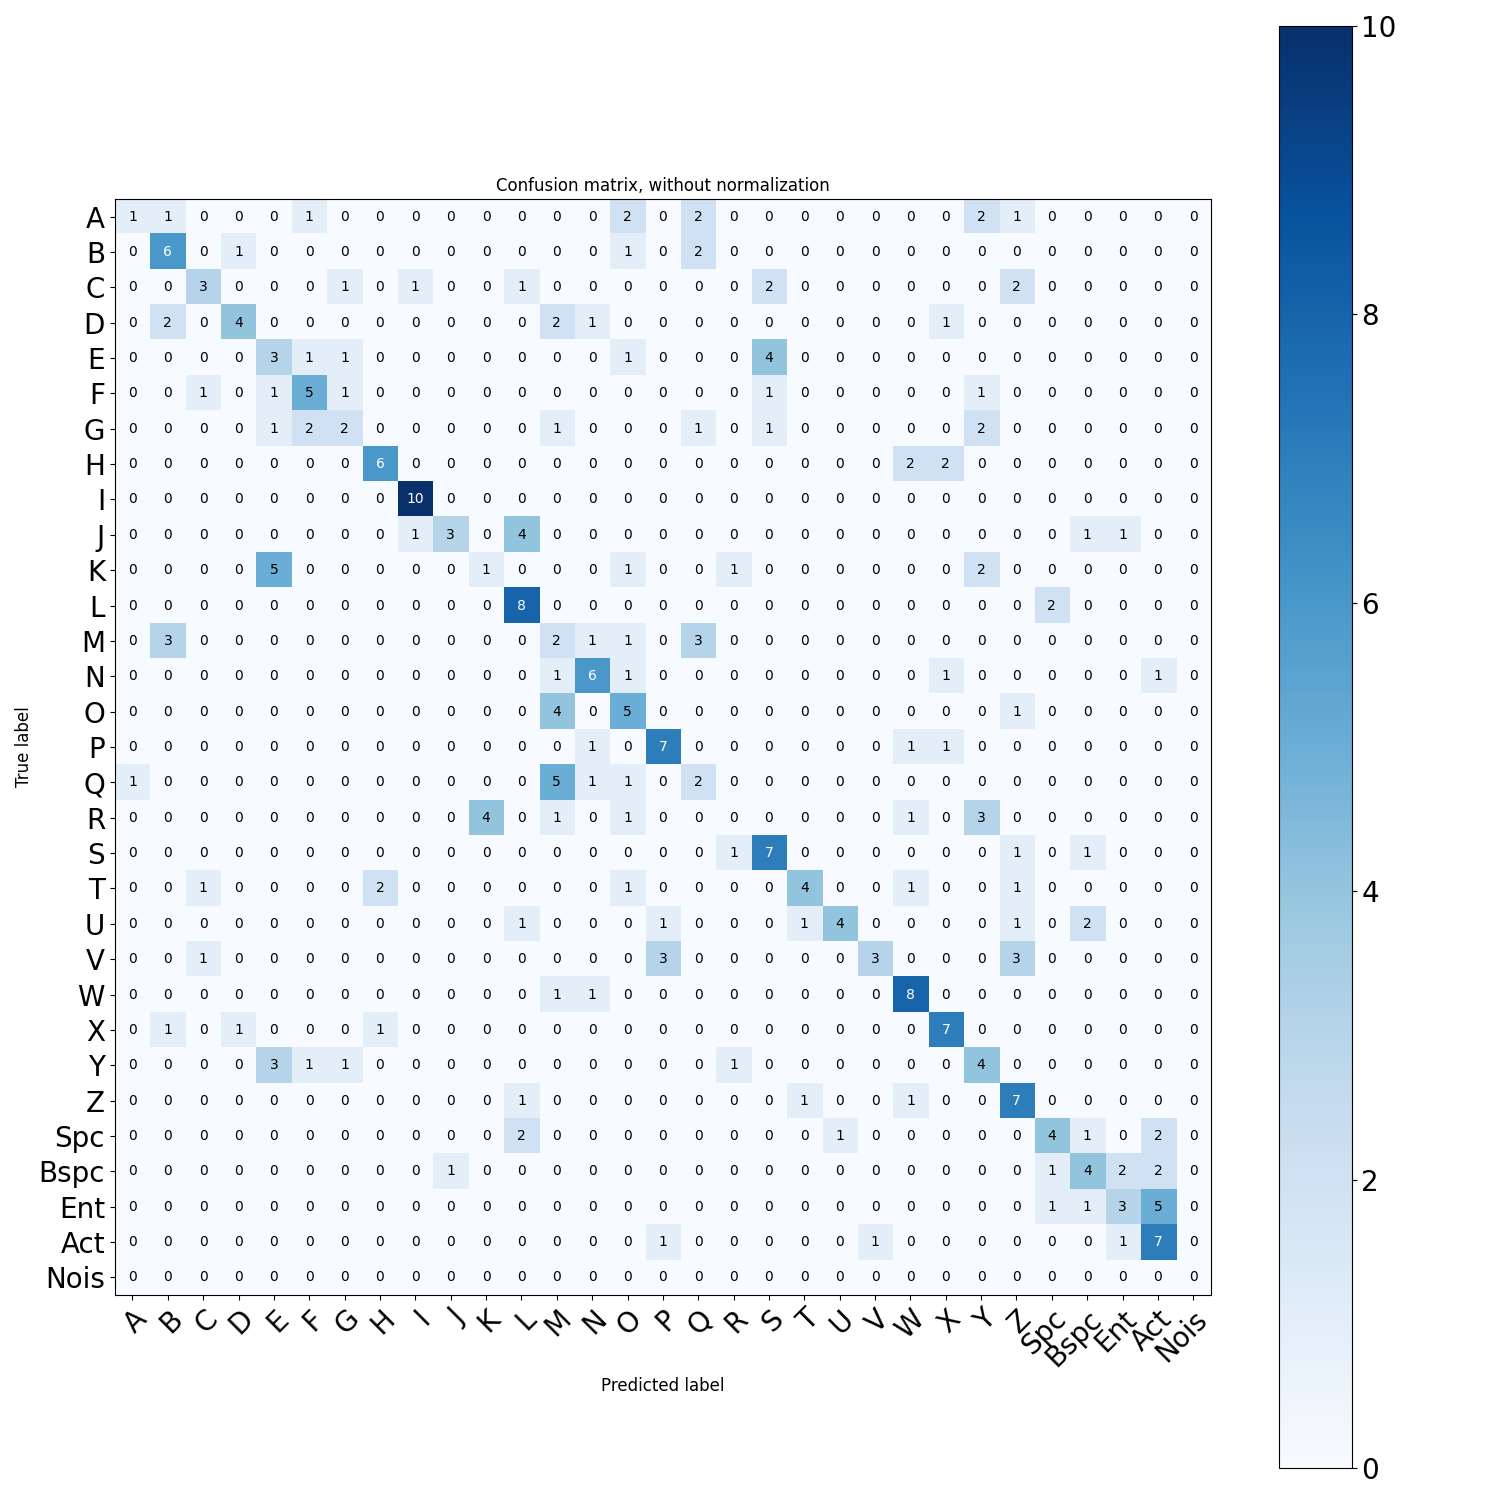 Confusion matrix, without normalization
A 1 1 0 0 0 1 0 0 0 0 0 0 0 0 2 0 2 0 0 0 0 0 0 0 2 1 0 0 0 0 0
B 0 6 0 1 0 0 0 0 0 0 0 0 0 0 1 0 2 0 0 0 0 0 0 0 0 0 0 0 0 0 0
C 0 0 3 0 0 0 1 0 1 0 0 1 0 0 0 0 0 0 2 0 0 0 0 0 0 2 0 0 0 0 0
D 0 2 0 4 0 0 0 0 0 0 0 0 2 1 0 0 0 0 0 0 0 0 0 1 0 0 0 0 0 0 0
E 0 0 0 0 3 1 1 0 0 0 0 0 0 0 1 0 0 0 4 0 0 0 0 0 0 0 0 0 0 0 0
F 0 0 1 0 1 5 1 0 0 0 0 0 0 0 0 0 0 0 1 0 0 0 0 0 1 0 0 0 0 0 0
G 0 0 0 0 1 2 2 0 0 0 0 0 1 0 0 0 1 0 1 0 0 0 0 0 2 0 0 0 0 0 0
H 0 0 0 0 0 0 0 6 0 0 0 0 0 0 0 0 0 0 0 0 0 0 2 2 0 0 0 0 0 0 0
I 0 0 0 0 0 0 0 0 10 0 0 0 0 0 0 0 0 0 0 0 0 0 0 0 0 0 0 0 0 0 0
J 0 0 0 0 0 0 0 0 1 3 0 4 0 0 0 0 0 0 0 0 0 0 0 0 0 0 0 1 1 0 0
K 0 0 0 0 5 0 0 0 0 0 1 0 0 0 1 0 0 1 0 0 0 0 0 0 2 0 0 0 0 0 0
L 0 0 0 0 0 0 0 0 0 0 0 8 0 0 0 0 0 0 0 0 0 0 0 0 0 0 2 0 0 0 0
M 0 3 0 0 0 0 0 0 0 0 0 0 2 1 1 0 3 0 0 0 0 0 0 0 0 0 0 0 0 0 0
N 0 0 0 0 0 0 0 0 0 0 0 0 1 6 1 0 0 0 0 0 0 0 0 1 0 0 0 0 0 1 0
O 0 0 0 0 0 0 0 0 0 0 0 0 4 0 5 0 0 0 0 0 0 0 0 0 0 1 0 0 0 0 0
P 0 0 0 0 0 0 0 0 0 0 0 0 0 1 0 7 0 0 0 0 0 0 1 1 0 0 0 0 0 0 0
Q 1 0 0 0 0 0 0 0 0 0 0 0 5 1 1 0 2 0 0 0 0 0 0 0 0 0 0 0 0 0 0
R 0 0 0 0 0 0 0 0 0 0 4 0 1 0 1 0 0 0 0 0 0 0 1 0 3 0 0 0 0 0 0
S 0 0 0 0 0 0 0 0 0 0 0 0 0 0 0 0 0 1 7 0 0 0 0 0 0 1 0 1 0 0 0
T 0 0 1 0 0 0 0 2 0 0 0 0 0 0 1 0 0 0 0 4 0 0 1 0 0 1 0 0 0 0 0
U 0 0 0 0 0 0 0 0 0 0 0 1 0 0 0 1 0 0 0 1 4 0 0 0 0 1 0 2 0 0 0
V 0 0 1 0 0 0 0 0 0 0 0 0 0 0 0 3 0 0 0 0 0 3 0 0 0 3 0 0 0 0 0
W 0 0 0 0 0 0 0 0 0 0 0 0 1 1 0 0 0 0 0 0 0 0 8 0 0 0 0 0 0 0 0
X 0 1 0 1 0 0 0 1 0 0 0 0 0 0 0 0 0 0 0 0 0 0 0 7 0 0 0 0 0 0 0
Y 0 0 0 0 3 1 1 0 0 0 0 0 0 0 0 0 0 1 0 0 0 0 0 0 4 0 0 0 0 0 0
Z 0 0 0 0 0 0 0 0 0 0 0 1 0 0 0 0 0 0 0 1 0 0 1 0 0 7 0 0 0 0 0
Spc 0 0 0 0 0 0 0 0 0 0 0 2 0 0 0 0 0 0 0 0 1 0 0 0 0 0 4 1 0 2 0
Bspc 0 0 0 0 0 0 0 0 0 1 0 0 0 0 0 0 0 0 0 0 0 0 0 0 0 0 1 4 2 2 0
Ent 0 0 0 0 0 0 0 0 0 0 0 0 0 0 0 0 0 0 0 0 0 0 0 0 0 0 1 1 3 5 0
Act 0 0 0 0 0 0 0 0 0 0 0 0 0 0 0 1 0 0 0 0 0 1 0 0 0 0 0 0 1 7 0
Nois 0 0 0 0 0 0 0 0 0 0 0 0 0 0 0 0 0 0 0 0 0 0 0 0 0 0 0 0 0 0 0
A B C D E F G H I J K L M N O P Q R S T U V W X Y Z Spc Bspc Ent Act Nois
Predicted label
True label
10
8
6
4
2
0